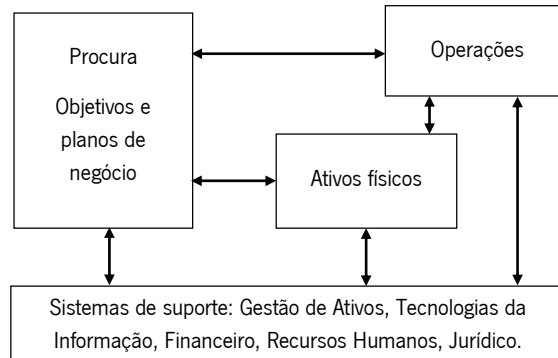 Procura
Objetivos e
planos de
negócio
Operações
Ativos físicos
Sistemas de suporte: Gestão de Ativos, Tecnologias da
Informação, Financeiro, Recursos Humanos, Jurídico.